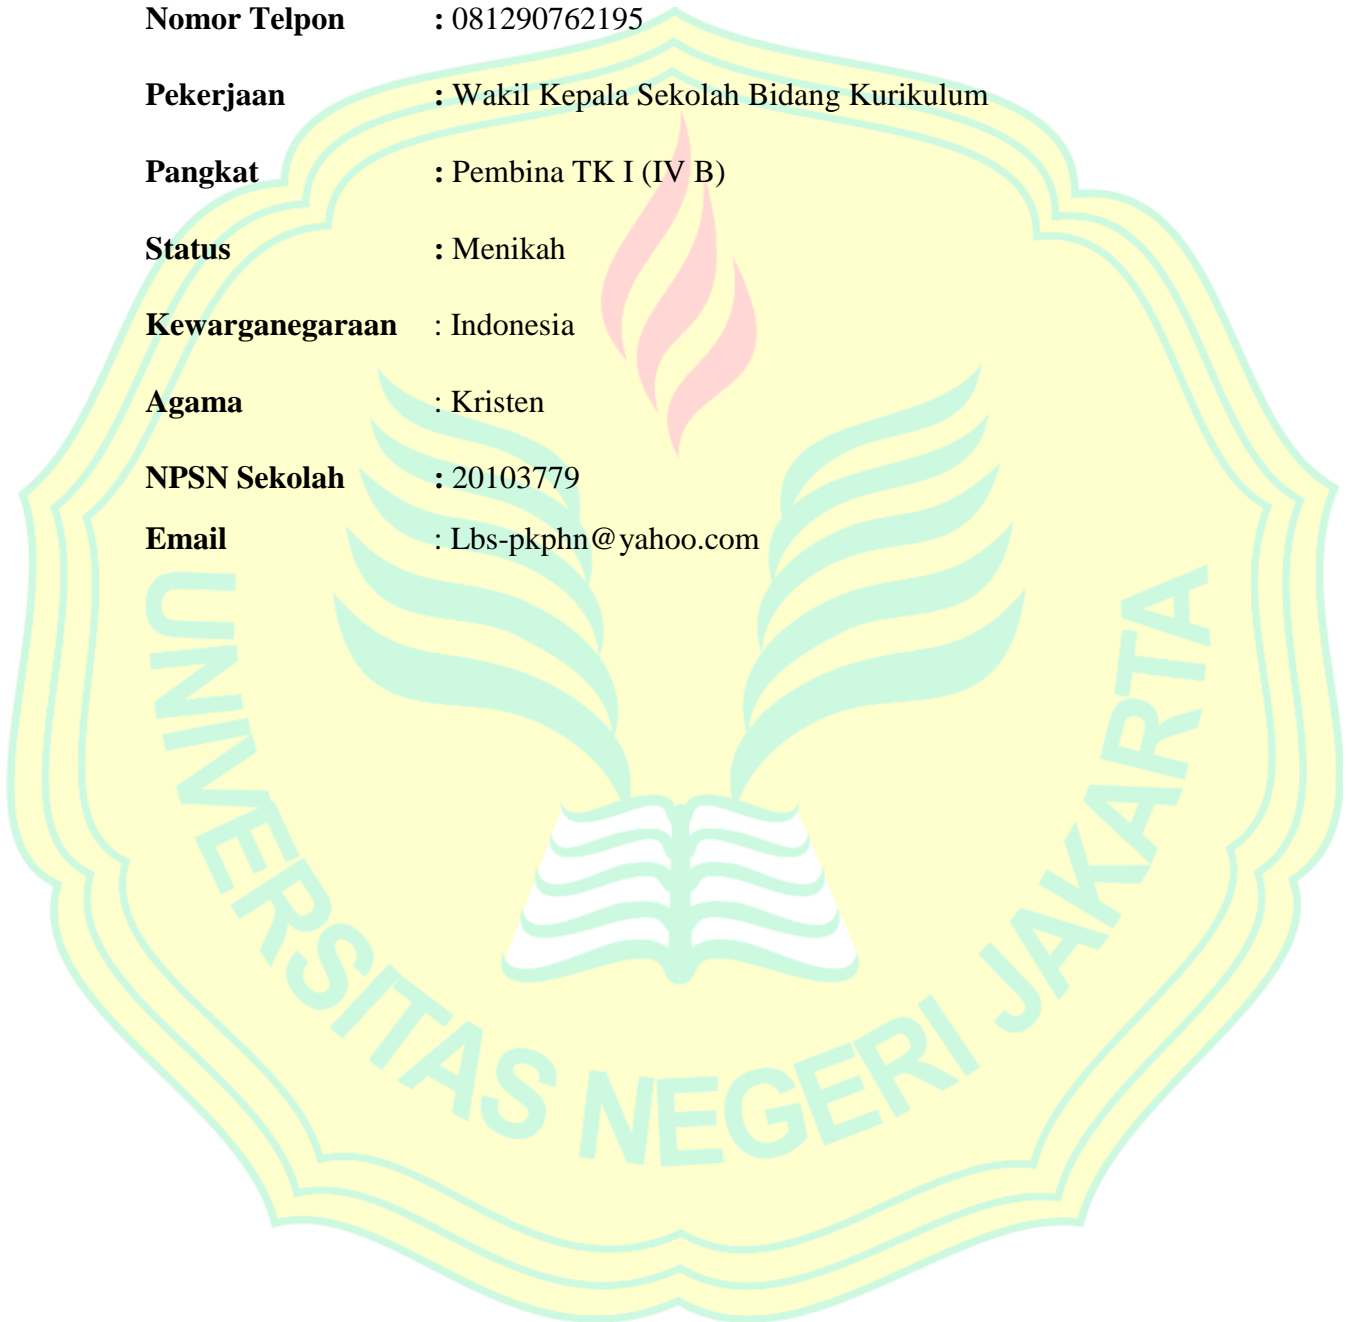 Nomor Telpon : 081290762195
Pekerjaan : Wakil Kepala Sekolah Bidang Kurikulum
Pangkat : Pembina TK I (IV B)
Status : Menikah
Kewarganegaraan : Indonesia
Agama : Kristen
NPSN Sekolah : 20103779
Email : Lbs-pkphn@yahoo.com
UNIVERSITAS NEGERI JAKARTA